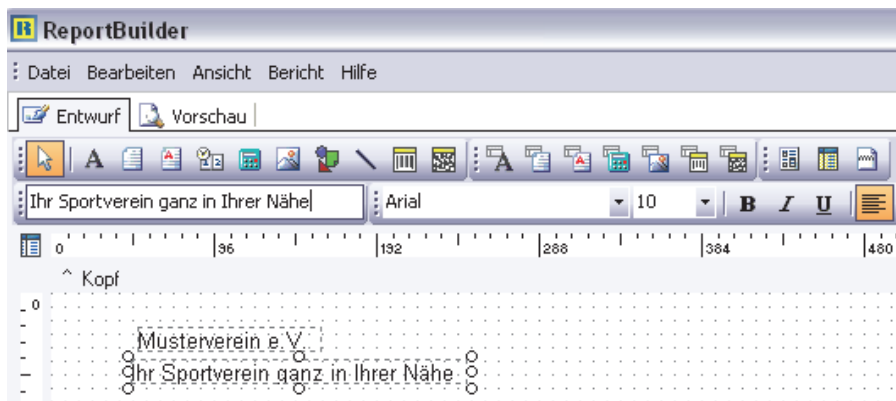 ReportBuilder
Datei Bearbeiten Ansicht Bericht Hilfe
Entwurf Vorschau
Ihr Sportverein ganz in Ihrer Nähe Arial 10 B I U
0 96 192 288 384 480
^ Kopf
0
Musterverein e.V.
Ihr Sportverein ganz in Ihrer Nähe